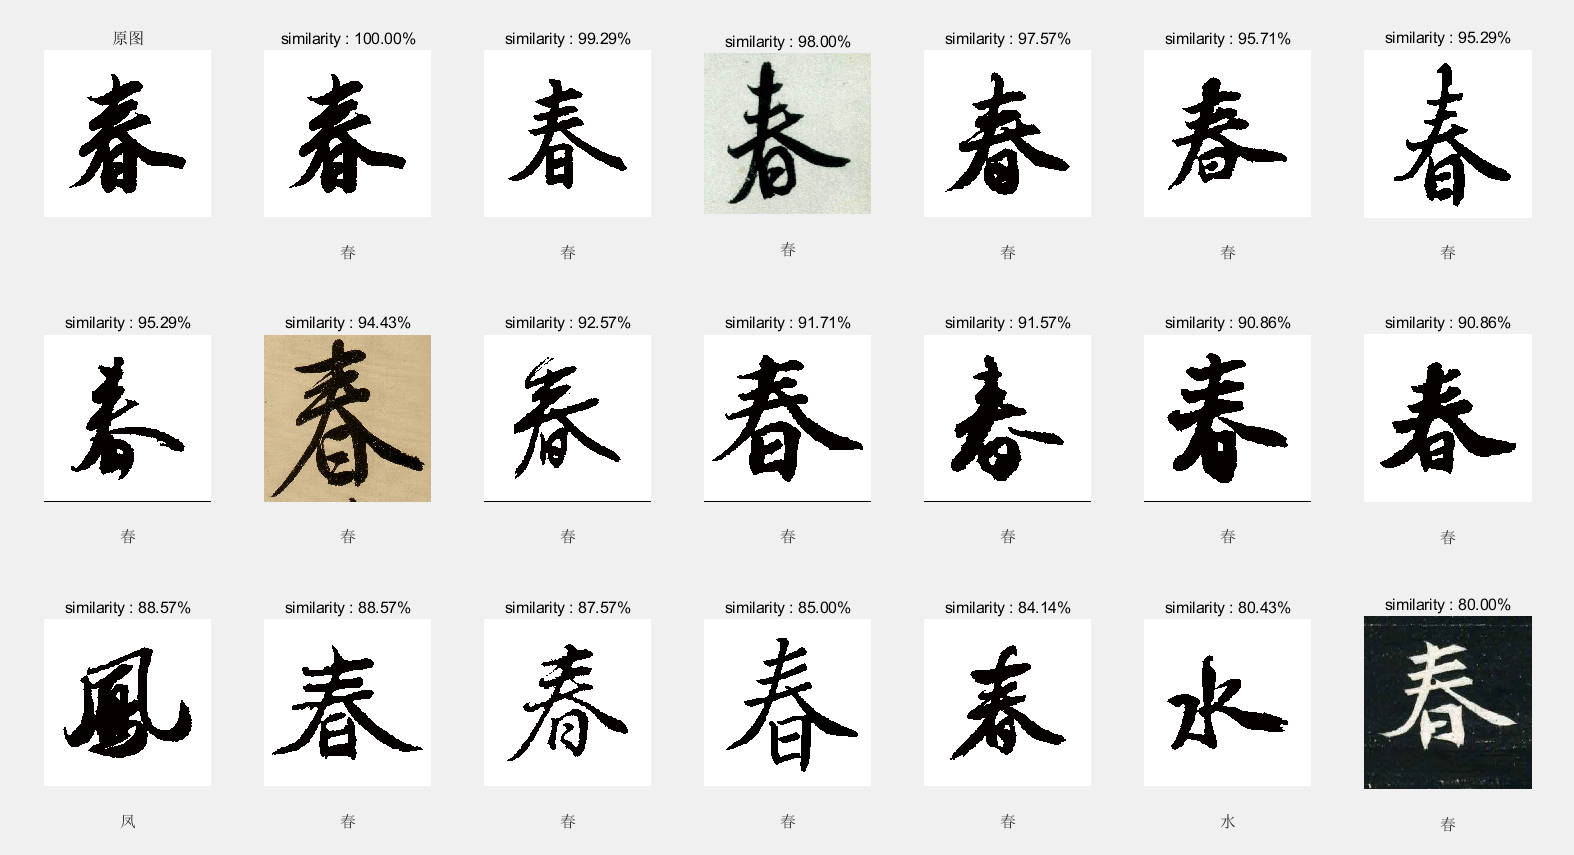 原图 similarity : 100.00% similarity : 99.29% similarity : 98.00% similarity : 97.57% similarity : 95.71% similarity : 95.29%
春 春 春 春 春 春 春
春 春 春 春 春 春
similarity : 95.29% similarity : 94.43% similarity : 92.57% similarity : 91.71% similarity : 91.57% similarity : 90.86% similarity : 90.86%
春 春 春 春 春 春 春
春 春 春 春 春 春 春
similarity : 88.57% similarity : 88.57% similarity : 87.57% similarity : 85.00% similarity : 84.14% similarity : 80.43% similarity : 80.00%
鳳 春 春 春 春 水 春
凤 春 春 春 春 水 春